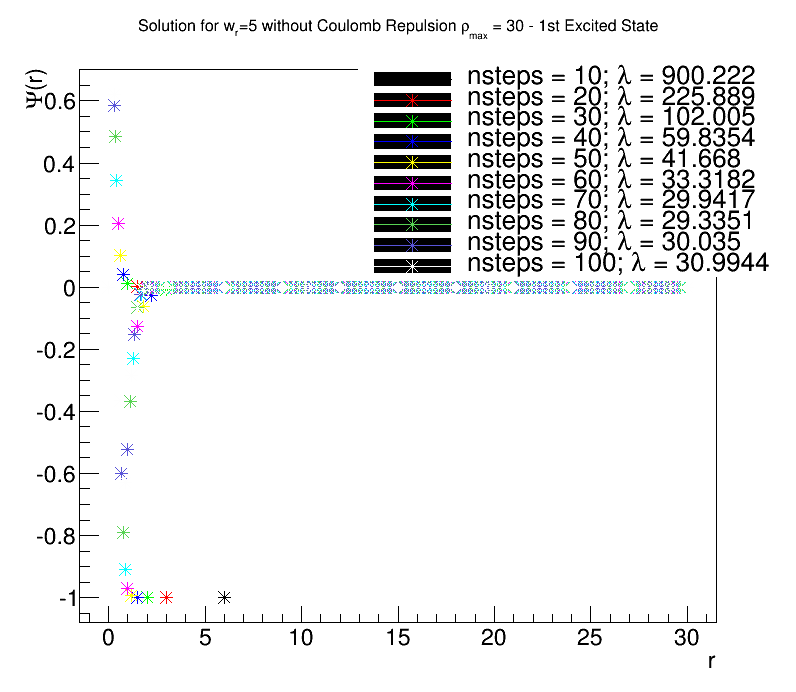 Solution for wr=5 without Coulomb Repulsion ρmax = 30 - 1st Excited State
Ψ(r)
nsteps = 10; λ = 900.222
nsteps = 20; λ = 225.889
nsteps = 30; λ = 102.005
nsteps = 40; λ = 59.8354
nsteps = 50; λ = 41.668
nsteps = 60; λ = 33.3182
nsteps = 70; λ = 29.9417
nsteps = 80; λ = 29.3351
nsteps = 90; λ = 30.035
nsteps = 100; λ = 30.9944
0.6
0.4
0.2
0
-0.2
-0.4
-0.6
-0.8
-1
0 5 10 15 20 25 30
r